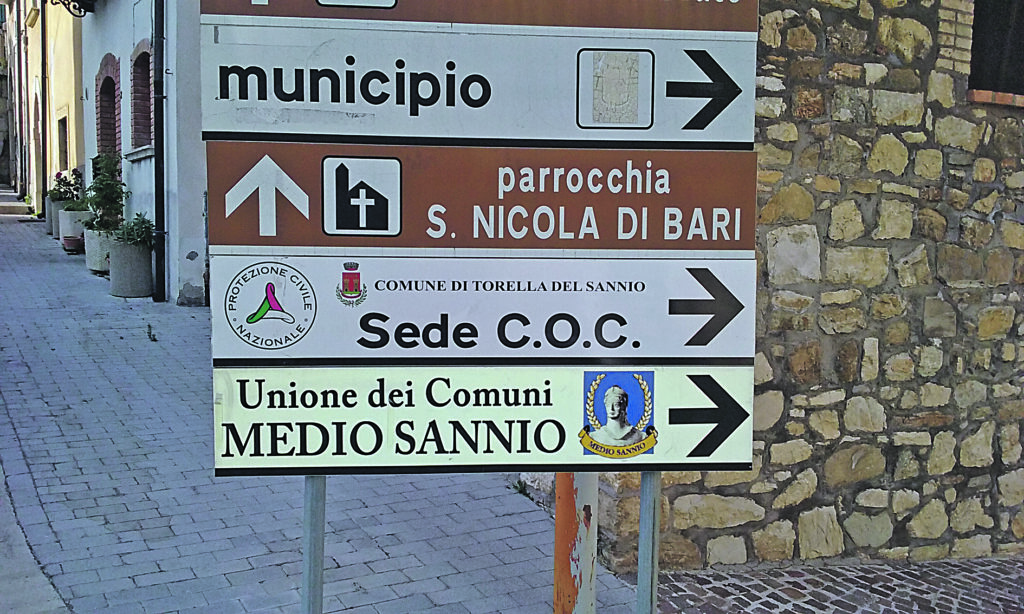 municipio
parrocchia
S. NICOLA DI BARI
PROTEZIONE CIVILE
NAZIONALE
COMUNE DI TORELLA DEL SANNIO
Sede C.O.C.
Unione dei Comuni
MEDIO SANNIO
MEDIO SANNIO